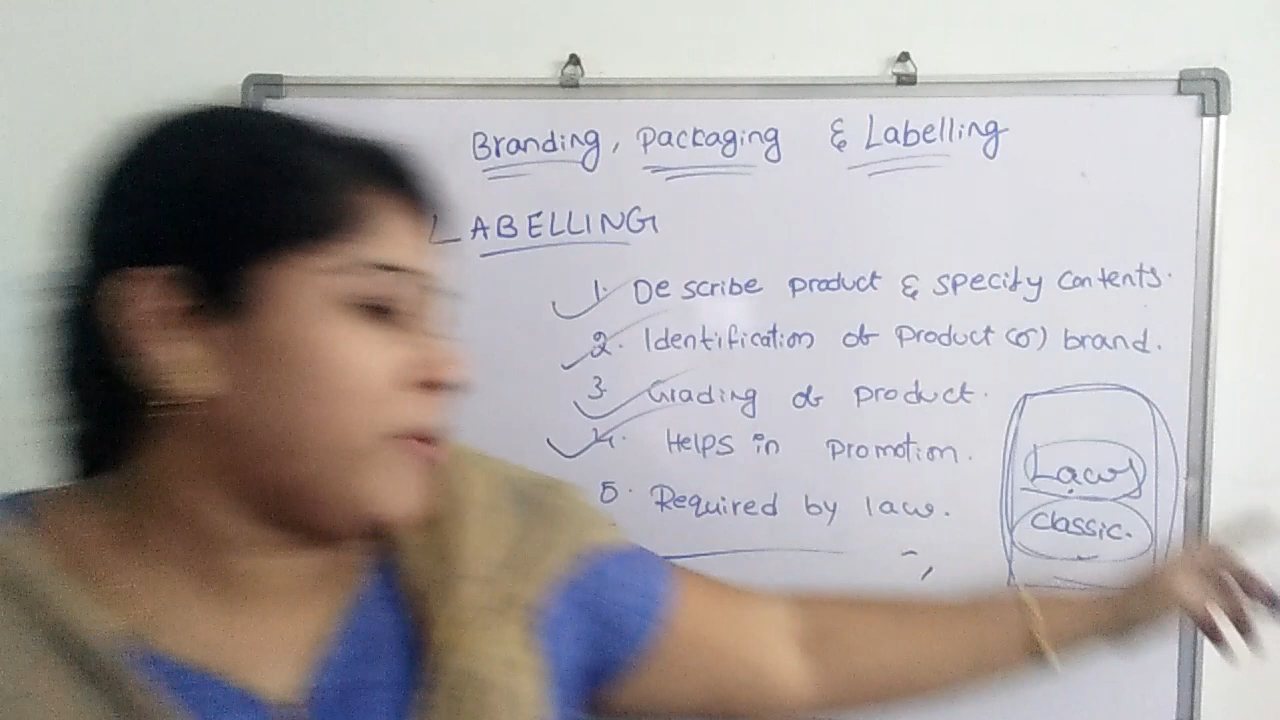 Branding, Packaging & Labelling
LABELLING
1. Describe product & specify contents.
2. Identification of Product (or) brand.
3. Grading of product.
4. Helps in promotion.
5. Required by law.
Lays
classic.